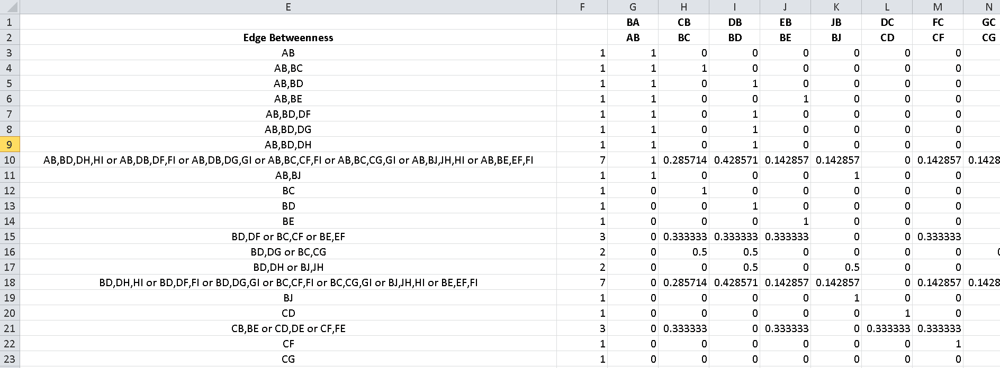 E F G H I J K L M N
1 BA CB DB EB JB DC FC GC
2 Edge Betweenness AB BC BD BE BJ CD CF CG
3 AB 1 1 0 0 0 0 0 0
4 AB,BC 1 1 1 0 0 0 0 0
5 AB,BD 1 1 0 1 0 0 0 0
6 AB,BE 1 1 0 0 1 0 0 0
7 AB,BD,DF 1 1 0 1 0 0 0 0
8 AB,BD,DG 1 1 0 1 0 0 0 0
9 AB,BD,DH 1 1 0 1 0 0 0 0
10 AB,BD,DH,HI or AB,DB,DF,FI or AB,DB,DG,GI or AB,BC,CF,FI or AB,BC,CG,GI or AB,BJ,JH,HI or AB,BE,EF,FI 7 1 0.285714 0.428571 0.142857 0.142857 0 0.142857 0.1428
11 AB,BJ 1 1 0 0 0 1 0 0
12 BC 1 0 1 0 0 0 0 0
13 BD 1 0 0 1 0 0 0 0
14 BE 1 0 0 0 1 0 0 0
15 BD,DF or BC,CF or BE,EF 3 0 0.333333 0.333333 0.333333 0 0 0.333333
16 BD,DG or BC,CG 2 0 0.5 0.5 0 0 0 0
17 BD,DH or BJ,JH 2 0 0 0.5 0 0.5 0 0
18 BD,DH,HI or BD,DF,FI or BD,DG,GI or BC,CF,FI or BC,CG,GI or BJ,JH,HI or BE,EF,FI 7 0 0.285714 0.428571 0.142857 0.142857 0 0.142857 0.1428
19 BJ 1 0 0 0 0 1 0 0
20 CD 1 0 0 0 0 0 1 0
21 CB,BE or CD,DE or CF,FE 3 0 0.333333 0 0.333333 0 0.333333 0.333333
22 CF 1 0 0 0 0 0 0 1
23 CG 1 0 0 0 0 0 0 0